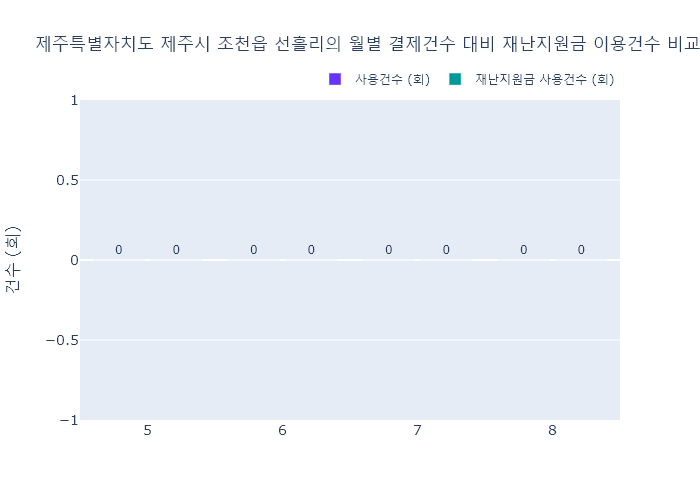 제주특별자치도 제주시 조천읍 선흘리의 월별 결제건수 대비 재난지원금 이용건수 비교
사용건수 (회) 재난지원금 사용건수 (회)
건수 (회)
1
0.5
0
−0.5
−1
0 0 0 0 0 0 0 0
5 6 7 8